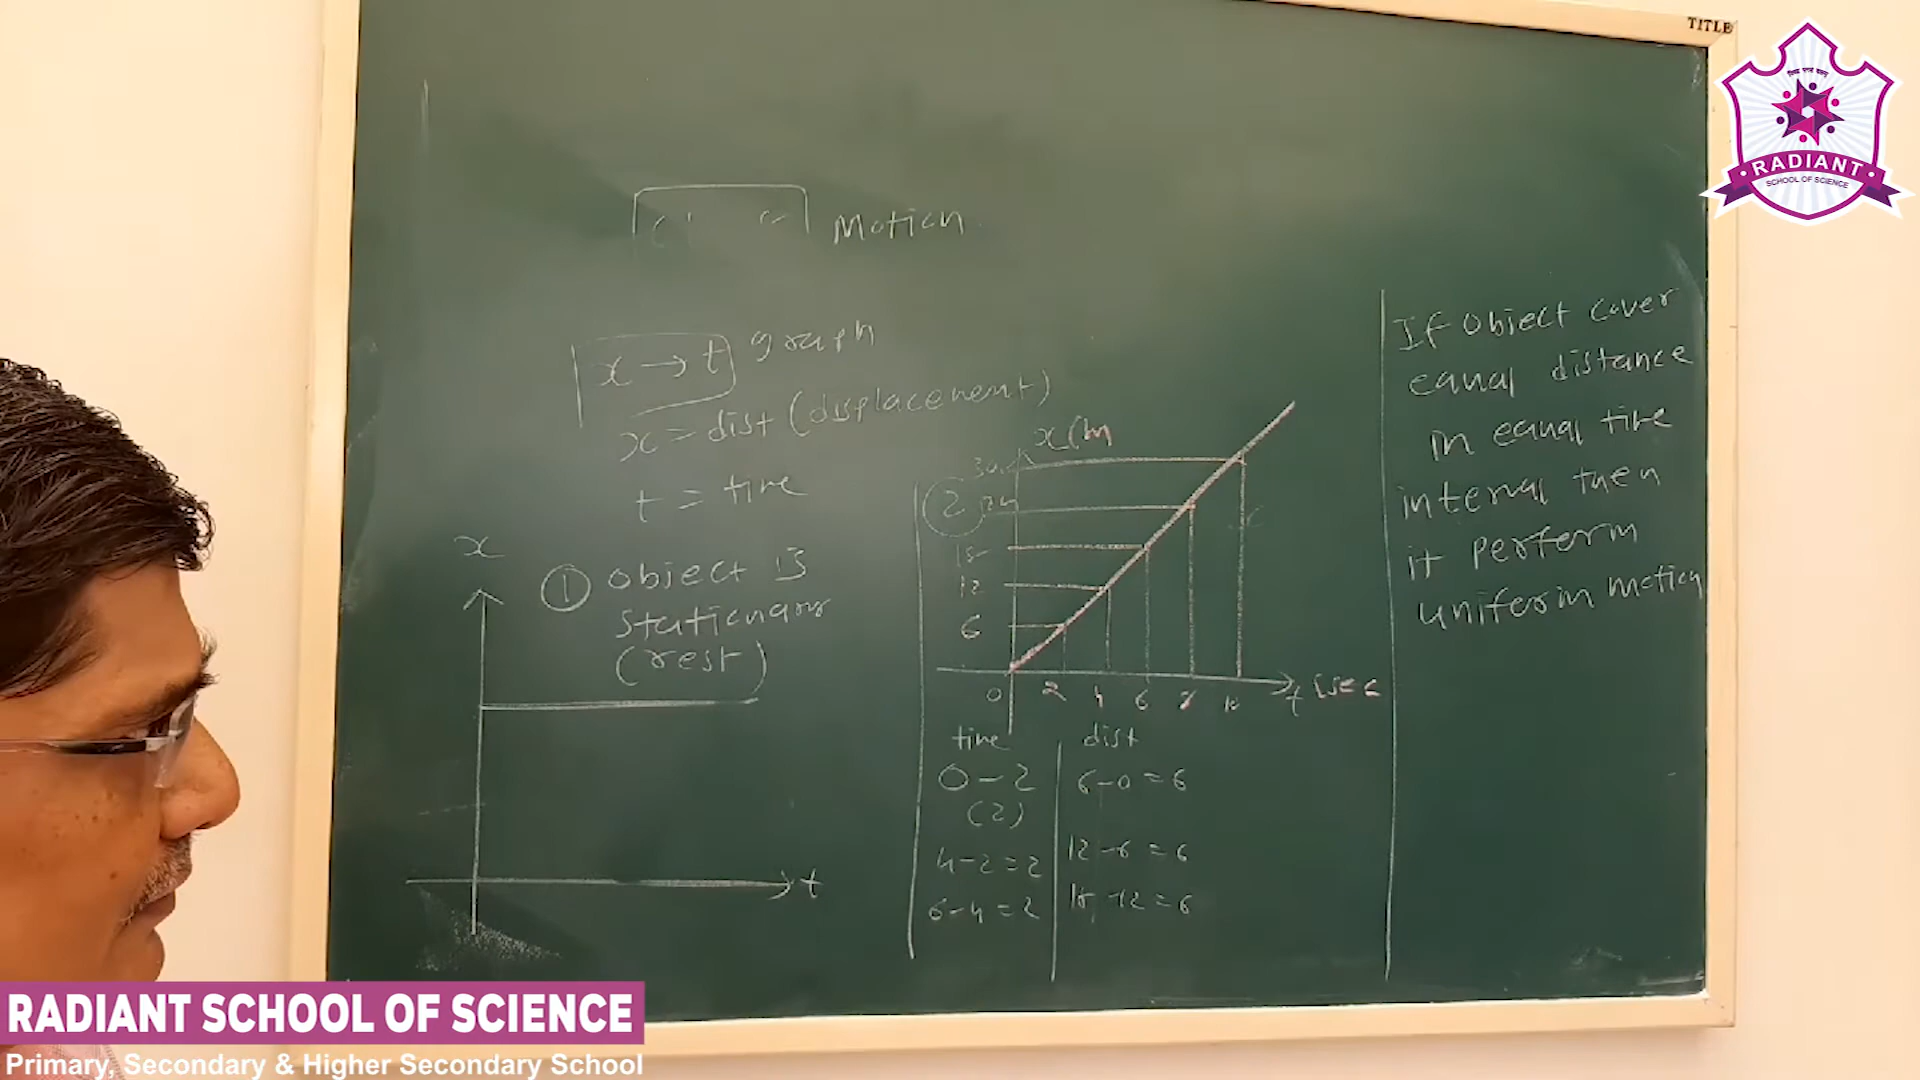 TITLE
RADIANT
SCHOOL OF SCIENCE
Motion
x → t graph
x = dist (displacement)
t = time
x
① Object is
stationary
(rest)
t
②
x(m
30
24
18
12
6
0 2 4 6 8 10 t (sec
time dist
0-2 6-0 = 6
(2)
4-2=2 12-6 = 6
6-4=2 18-12=6
If Object cover
equal distance
in equal time
interval then
it perform
uniform motion
RADIANT SCHOOL OF SCIENCE
Primary, Secondary & Higher Secondary School